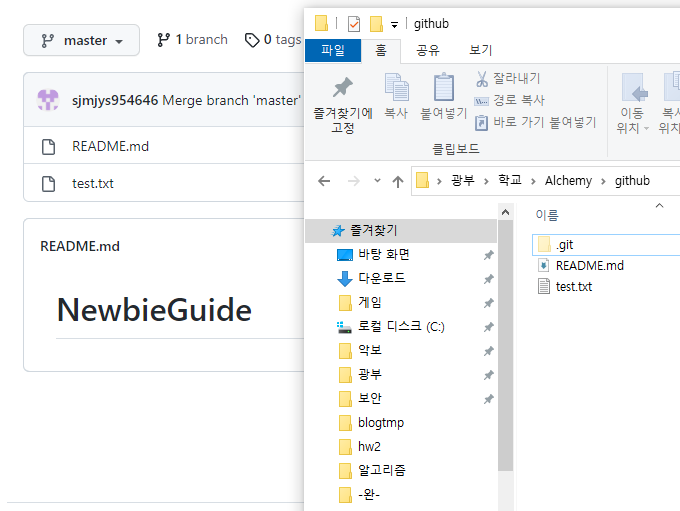 master
1 branch
0 tags
sjmjys954646 Merge branch 'master'
README.md
test.txt
README.md
NewbieGuide
github
파일
홈
공유
보기
즐겨찾기에
고정
복사
붙여넣기
잘라내기
경로 복사
바로 가기 붙여넣기
클립보드
이동
위치
복사
위치
광부 > 학교 > Alchemy > github
즐겨찾기
바탕 화면
다운로드
게임
로컬 디스크 (C:)
악보
광부
보안
blogtmp
hw2
알고리즘
-완-
이름
.git
README.md
test.txt